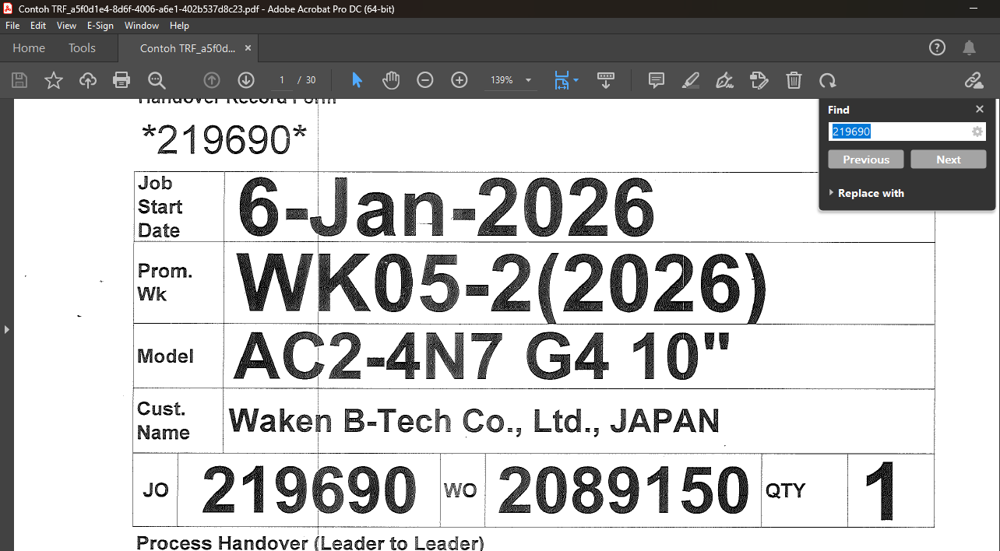 Contoh TRF_a5f0d1e4-8d6f-4006-a6e1-402b537d8c23.pdf - Adobe Acrobat Pro DC (64-bit)
File Edit View E-Sign Window Help
Home Tools Contoh TRF_a5f0d... ×
1 / 30 139%
Handover Record Form
Find
219690
Previous Next
Replace with
*219690*
Job Start Date 6-Jan-2026
Prom. Wk WK05-2(2026)
Model AC2-4N7 G4 10"
Cust. Name Waken B-Tech Co., Ltd., JAPAN
JO 219690 WO 2089150 QTY 1
Process Handover (Leader to Leader)